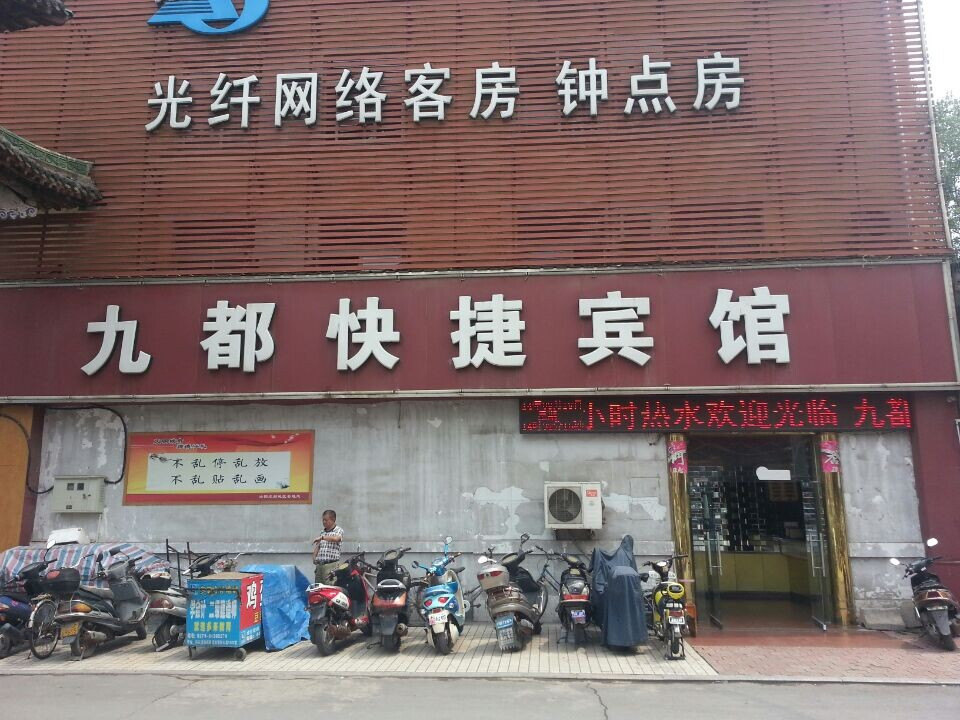 光纤网络客房 钟点房
九都快捷宾馆
小时热水欢迎光临 九都
不乱停乱放
不乱贴乱画
鸡